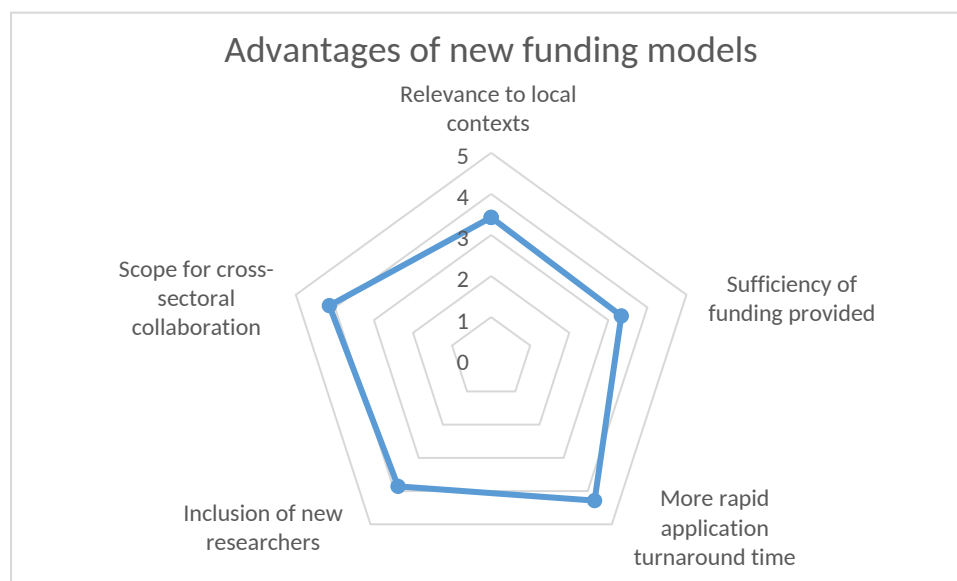 Advantages of new funding models
Relevance to local
contexts
5
4
3
2
1
0
Sufficiency of
funding provided
More rapid
application
turnaround time
Inclusion of new
researchers
Scope for cross-
sectoral
collaboration